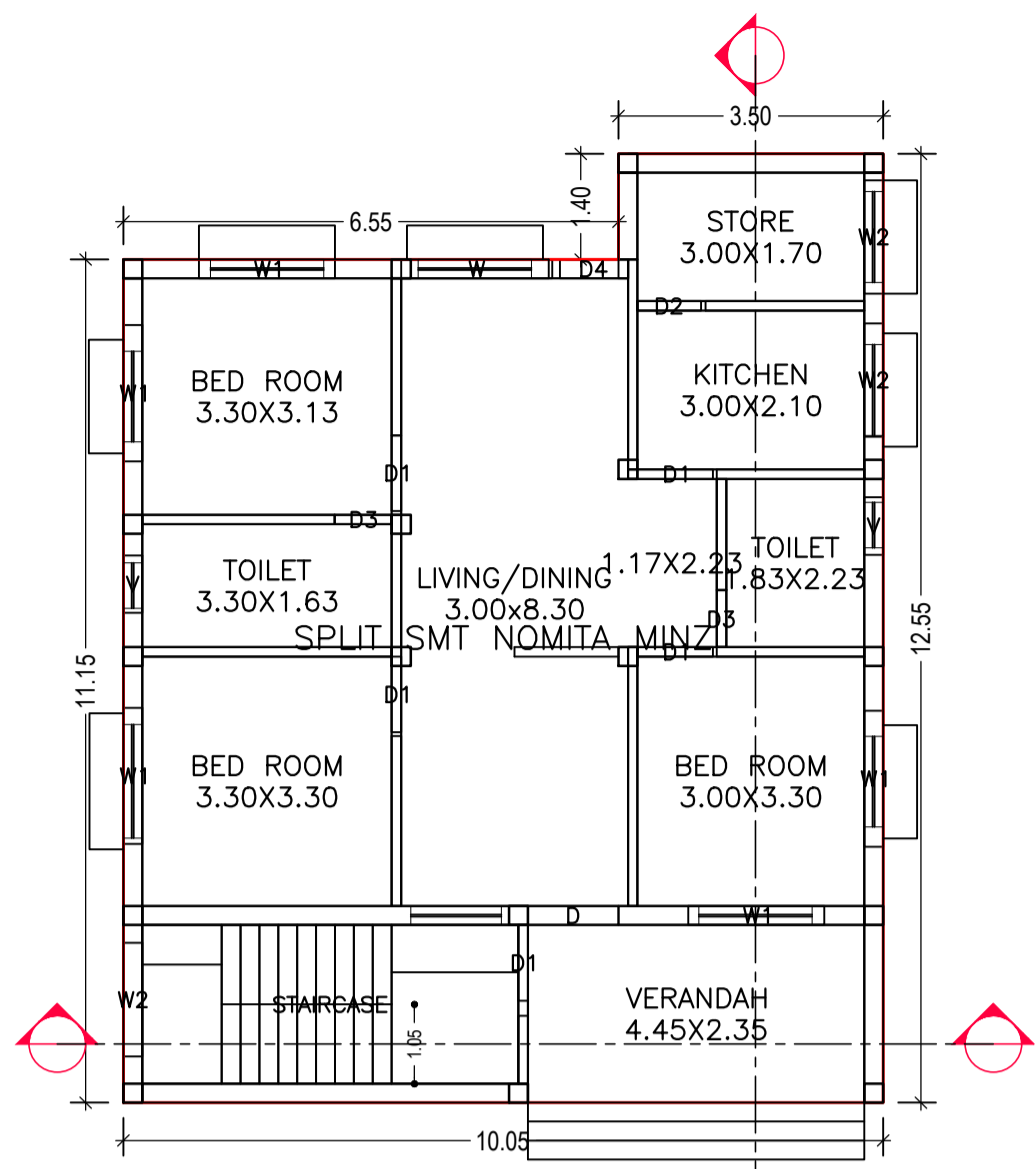 3.50
1.40
6.55
STORE
3.00X1.70
W2
W1
W
D4
D2
BED ROOM
3.30X3.13
W1
KITCHEN
3.00X2.10
W2
D1
D1
D3
TOILET
3.30X1.63
V
LIVING/DINING
3.00x8.30
1.17X2.23
TOILET
1.83X2.23
V
D3
SPLIT SMT NOMITA MINZ
D1
11.15
12.55
D1
BED ROOM
3.30X3.30
W1
BED ROOM
3.00X3.30
W1
D
W1
D1
W2
STAIRCASE
1.05
VERANDAH
4.45X2.35
10.05